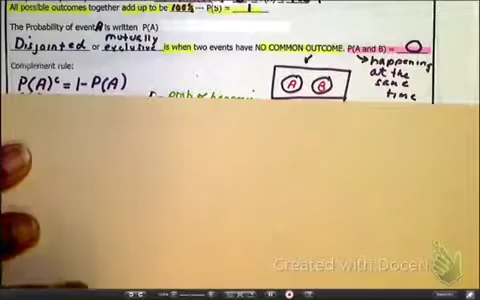 All possible outcomes together add up to be 100% --- P(S) = 1
The Probability of event A is written P(A)
Disjointed or mutually exclusive is when two events have NO COMMON OUTCOME. P(A and B) = 0
happening at the same time
Complement rule:
P(A)ᶜ = 1 - P(A)
A B
Created with Doceri